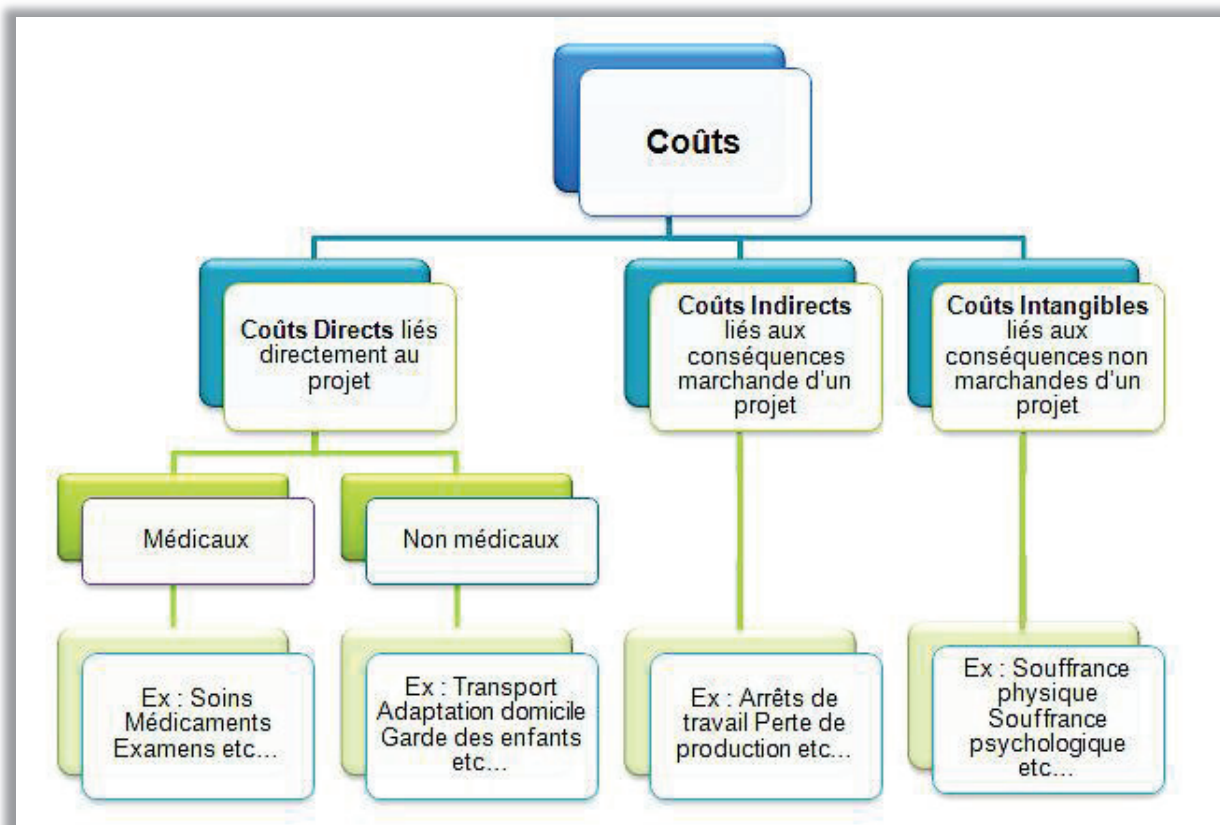 Coûts
Coûts Directs liés
directement au
projet
Coûts Indirects
liés aux
conséquences
marchande d'un
projet
Coûts Intangibles
liés aux
conséquences non
marchandes d'un
projet
Médicaux
Non médicaux
Ex : Soins
Médicaments
Examens etc...
Ex : Transport
Adaptation domicile
Garde des enfants
etc...
Ex : Arrêts de
travail Perte de
production etc...
Ex : Souffrance
physique
Souffrance
psychologique
etc...